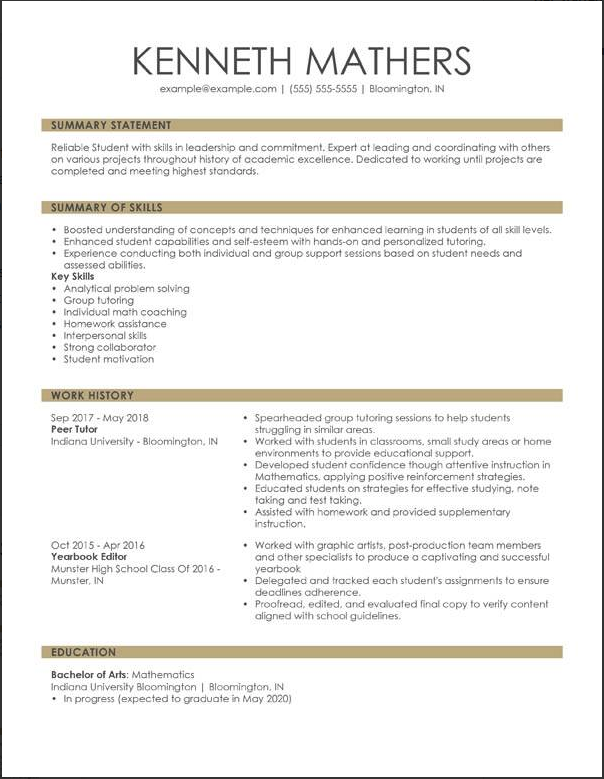 KENNETH MATHERS
example@example.com | (555) 555-5555 | Bloomington, IN
SUMMARY STATEMENT
Reliable Student with skills in leadership and commitment. Expert at leading and coordinating with others
on various projects throughout history of academic excellence. Dedicated to working until projects are
completed and meeting highest standards.
SUMMARY OF SKILLS
• Boosted understanding of concepts and techniques for enhanced learning in students of all skill levels.
• Enhanced student capabilities and self-esteem with hands-on and personalized tutoring.
• Experience conducting both individual and group support sessions based on student needs and
assessed abilities.
Key Skills
• Analytical problem solving
• Group tutoring
• Individual math coaching
• Homework assistance
• Interpersonal skills
• Strong collaborator
• Student motivation
WORK HISTORY
Sep 2017 - May 2018
Peer Tutor
Indiana University - Bloomington, IN
• Spearheaded group tutoring sessions to help students
struggling in similar areas.
• Worked with students in classrooms, small study areas or home
environments to provide educational support.
• Developed student confidence though attentive instruction in
Mathematics, applying positive reinforcement strategies.
• Educated students on strategies for effective studying, note
taking and test taking.
• Assisted with homework and provided supplementary
instruction.
Oct 2015 - Apr 2016
Yearbook Editor
Munster High School Class Of 2016 -
Munster, IN
• Worked with graphic artists, post-production team members
and other specialists to produce a captivating and successful
yearbook
• Delegated and tracked each student's assignments to ensure
deadlines adherence.
• Proofread, edited, and evaluated final copy to verify content
aligned with school guidelines.
EDUCATION
Bachelor of Arts: Mathematics
Indiana University Bloomington | Bloomington, IN
• In progress (expected to graduate in May 2020)